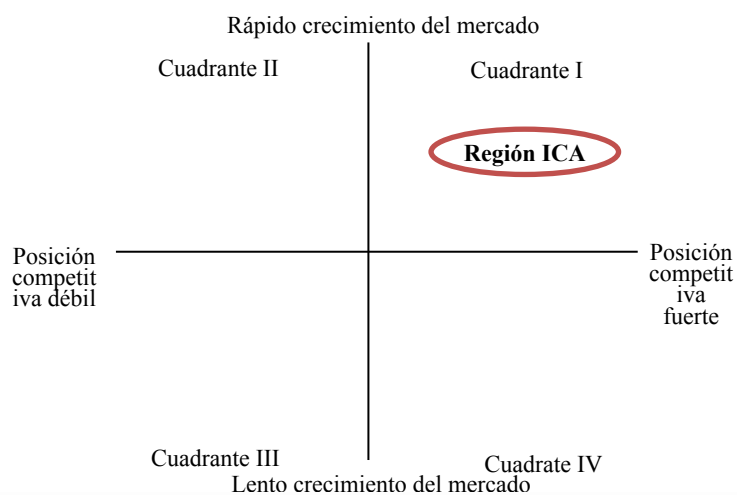 Rápido crecimiento del mercado
Cuadrante II
Cuadrante I
Región ICA
Posición
competit
iva débil
Posición
competit
iva
fuerte
Cuadrante III
Cuadrate IV
Lento crecimiento del mercado